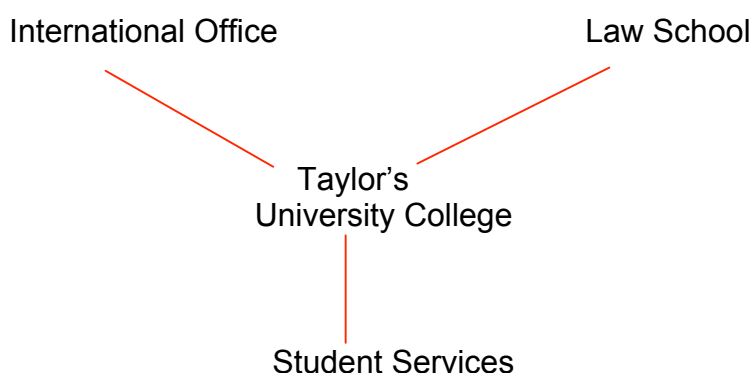 International Office
Law School
Taylor’s
University College
Student Services